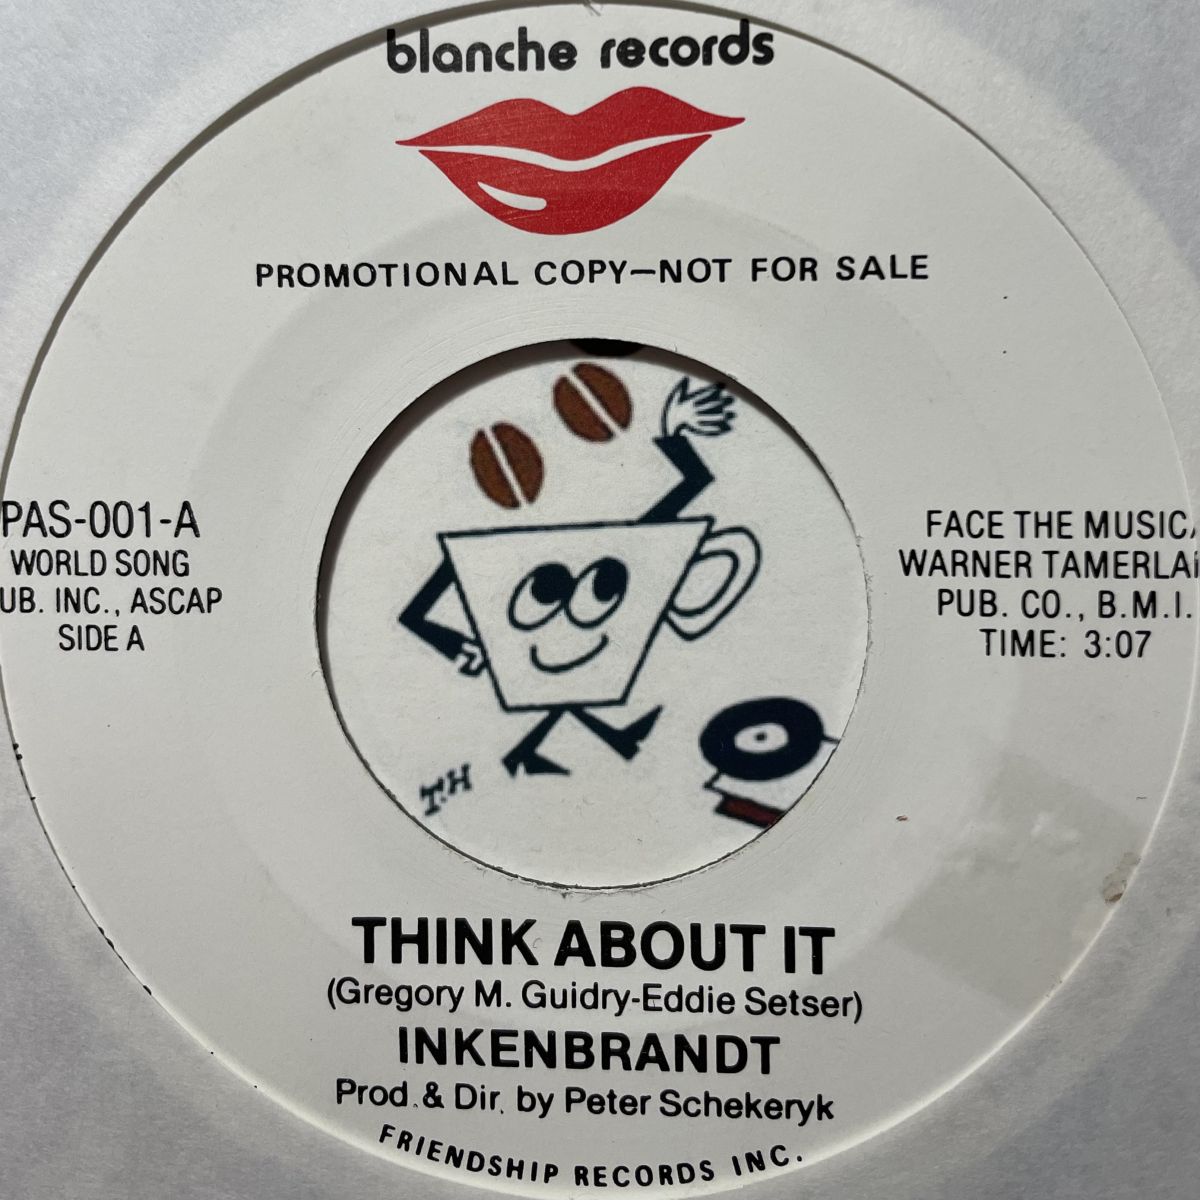 blanche records
PROMOTIONAL COPY—NOT FOR SALE
PAS-001-A
WORLD SONG
UB. INC., ASCAP
SIDE A
FACE THE MUSIC,
WARNER TAMERLAI
PUB. CO., B.M.I.
TIME: 3:07
T.H
THINK ABOUT IT
(Gregory M. Guidry-Eddie Setser)
INKENBRANDT
Prod. & Dir. by Peter Schekeryk
FRIENDSHIP RECORDS INC.